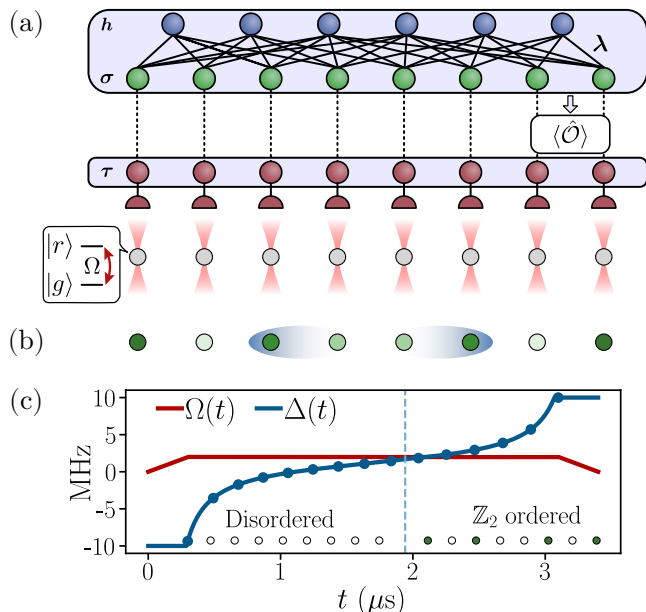 (a)
h
λ
σ
⟨Ô⟩
τ
|r⟩
Ω
|g⟩
(b)
(c)
Ω(t) Δ(t)
10
5
0
-5
-10
MHz
Disordered
ℤ₂ ordered
0 1 2 3
t (μs)